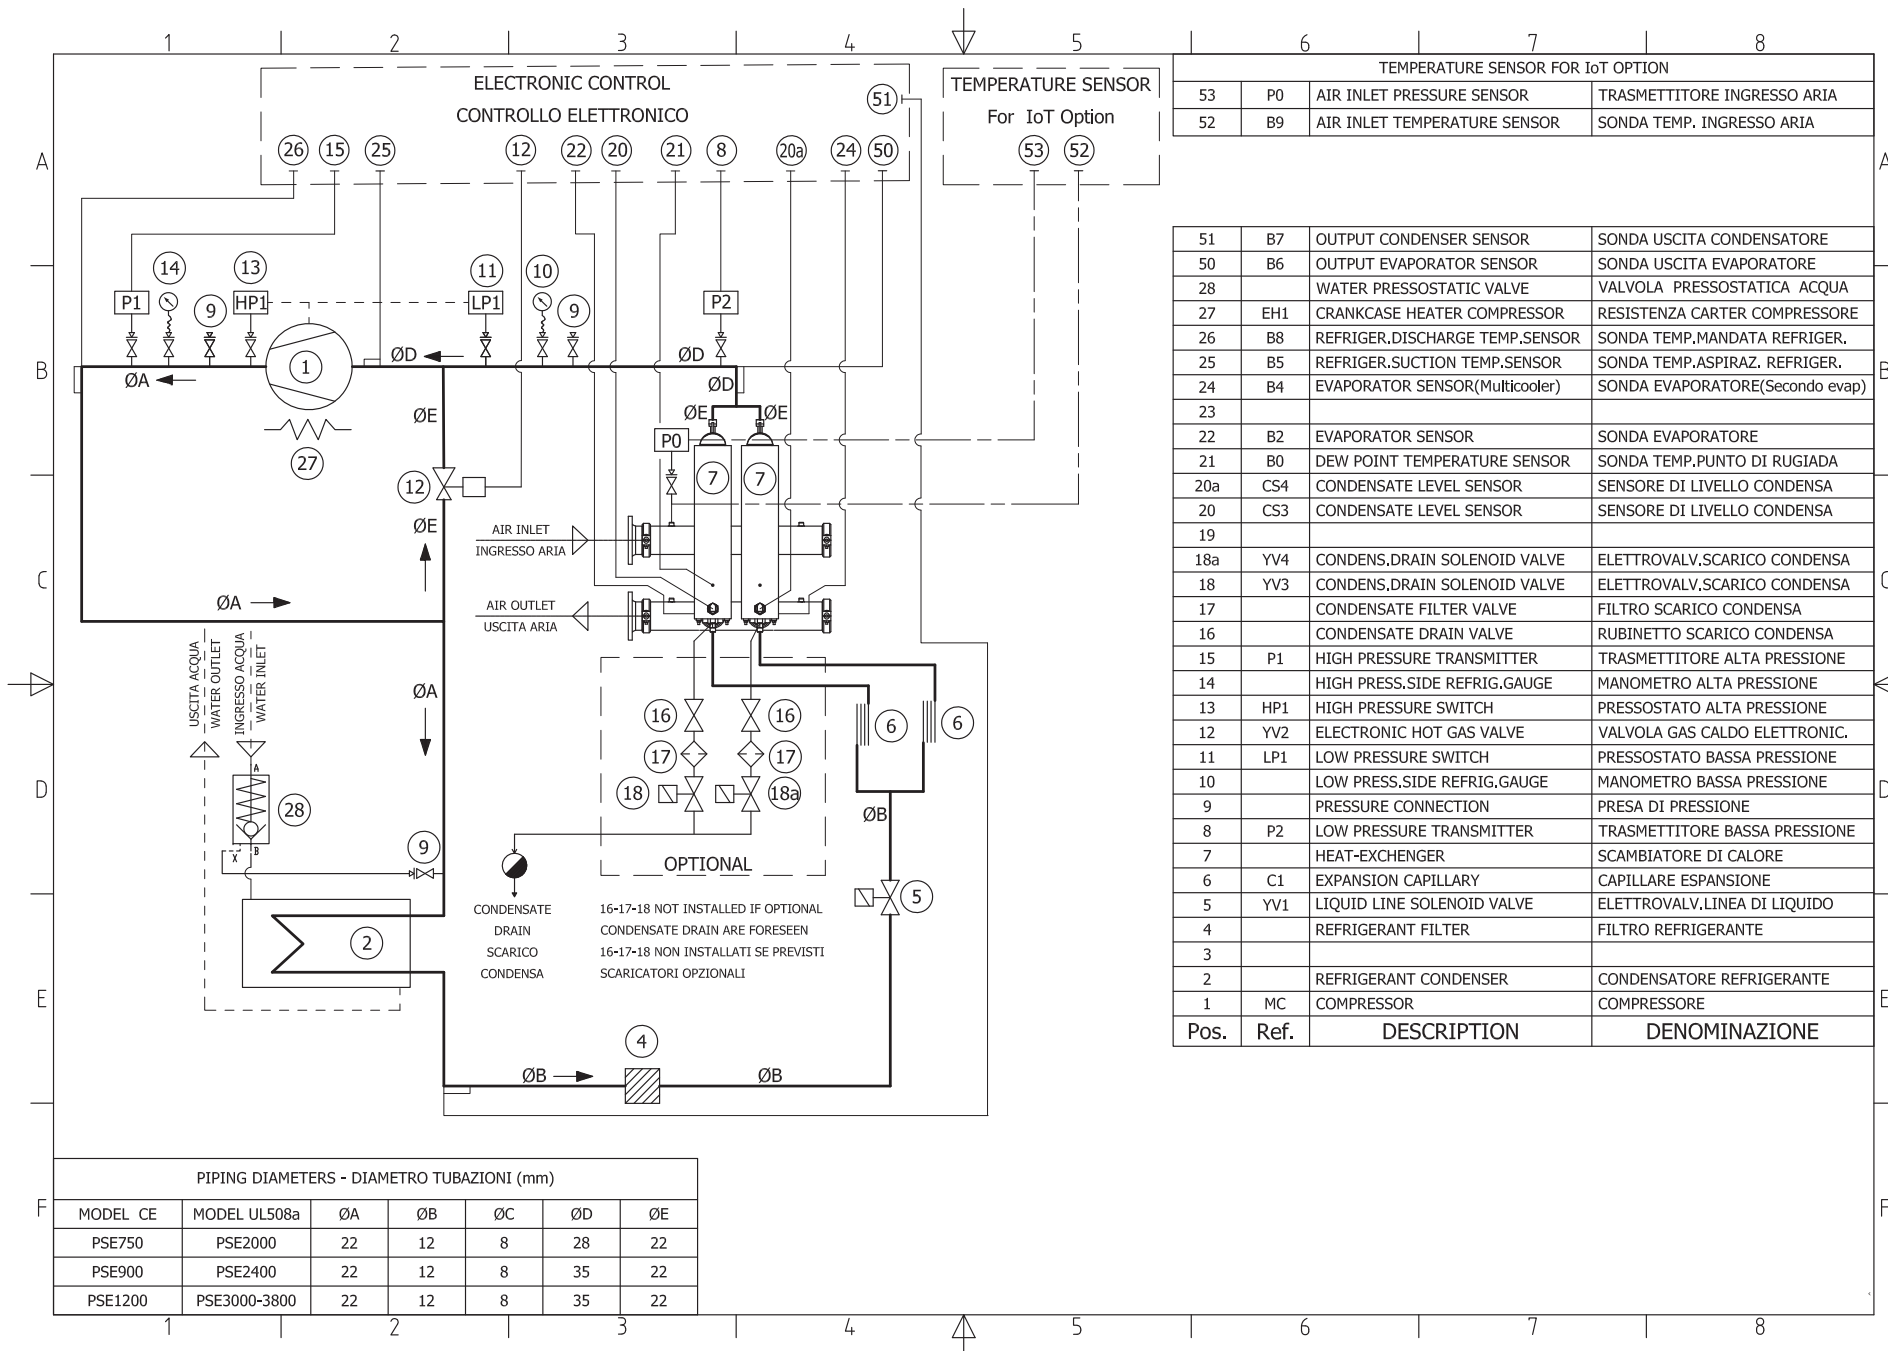 1 2 3 4 5 6 7 8
ELECTRONIC CONTROL
CONTROLLO ELETTRONICO
51
26 15 25 12 22 20 21 8 20a 24 50
TEMPERATURE SENSOR
For IoT Option
53 52
TEMPERATURE SENSOR FOR IoT OPTION
53 P0 AIR INLET PRESSURE SENSOR TRASMETTITORE INGRESSO ARIA
52 B9 AIR INLET TEMPERATURE SENSOR SONDA TEMP. INGRESSO ARIA
A A
14 13 11 10
P1 9 HP1 LP1 9 P2
1
ØD ØD
ØA
ØD
B B
ØE ØE ØE
P0
27
7 7
12
ØE
AIR INLET
INGRESSO ARIA
C C
AIR OUTLET
USCITA ARIA
ØA
USCITA ACQUA
WATER OUTLET
INGRESSO ACQUA
WATER INLET
ØA
16 16
6 6
17 17
A
D D
18 18a
28
ØB
X B
9
OPTIONAL
5
CONDENSATE
DRAIN
SCARICO
CONDENSA
16-17-18 NOT INSTALLED IF OPTIONAL
CONDENSATE DRAIN ARE FORESEEN
16-17-18 NON INSTALLATI SE PREVISTI
SCARICATORI OPZIONALI
2
E E
4
ØB ØB
51 B7 OUTPUT CONDENSER SENSOR SONDA USCITA CONDENSATORE
50 B6 OUTPUT EVAPORATOR SENSOR SONDA USCITA EVAPORATORE
28 WATER PRESSOSTATIC VALVE VALVOLA PRESSOSTATICA ACQUA
27 EH1 CRANKCASE HEATER COMPRESSOR RESISTENZA CARTER COMPRESSORE
26 B8 REFRIGER.DISCHARGE TEMP.SENSOR SONDA TEMP.MANDATA REFRIGER.
25 B5 REFRIGER.SUCTION TEMP.SENSOR SONDA TEMP.ASPIRAZ. REFRIGER.
24 B4 EVAPORATOR SENSOR(Multicooler) SONDA EVAPORATORE(Secondo evap)
23
22 B2 EVAPORATOR SENSOR SONDA EVAPORATORE
21 B0 DEW POINT TEMPERATURE SENSOR SONDA TEMP.PUNTO DI RUGIADA
20a CS4 CONDENSATE LEVEL SENSOR SENSORE DI LIVELLO CONDENSA
20 CS3 CONDENSATE LEVEL SENSOR SENSORE DI LIVELLO CONDENSA
19
18a YV4 CONDENS.DRAIN SOLENOID VALVE ELETTROVALV.SCARICO CONDENSA
18 YV3 CONDENS.DRAIN SOLENOID VALVE ELETTROVALV.SCARICO CONDENSA
17 CONDENSATE FILTER VALVE FILTRO SCARICO CONDENSA
16 CONDENSATE DRAIN VALVE RUBINETTO SCARICO CONDENSA
15 P1 HIGH PRESSURE TRANSMITTER TRASMETTITORE ALTA PRESSIONE
14 HIGH PRESS.SIDE REFRIG.GAUGE MANOMETRO ALTA PRESSIONE
13 HP1 HIGH PRESSURE SWITCH PRESSOSTATO ALTA PRESSIONE
12 YV2 ELECTRONIC HOT GAS VALVE VALVOLA GAS CALDO ELETTRONIC.
11 LP1 LOW PRESSURE SWITCH PRESSOSTATO BASSA PRESSIONE
10 LOW PRESS.SIDE REFRIG.GAUGE MANOMETRO BASSA PRESSIONE
9 PRESSURE CONNECTION PRESA DI PRESSIONE
8 P2 LOW PRESSURE TRANSMITTER TRASMETTITORE BASSA PRESSIONE
7 HEAT-EXCHENGER SCAMBIATORE DI CALORE
6 C1 EXPANSION CAPILLARY CAPILLARE ESPANSIONE
5 YV1 LIQUID LINE SOLENOID VALVE ELETTROVALV.LINEA DI LIQUIDO
4 REFRIGERANT FILTER FILTRO REFRIGERANTE
3
2 REFRIGERANT CONDENSER CONDENSATORE REFRIGERANTE
1 MC COMPRESSOR COMPRESSORE
Pos. Ref. DESCRIPTION DENOMINAZIONE
PIPING DIAMETERS - DIAMETRO TUBAZIONI (mm)
F F
MODEL CE MODEL UL508a ØA ØB ØC ØD ØE
PSE750 PSE2000 22 12 8 28 22
PSE900 PSE2400 22 12 8 35 22
PSE1200 PSE3000-3800 22 12 8 35 22
1 2 3 4 5 6 7 8